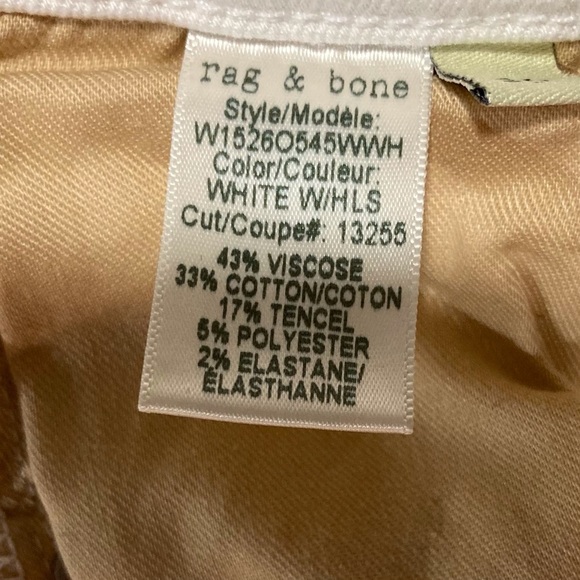 rag & bone
Style/Modèle:
W1526O545WWH
Color/Couleur:
WHITE W/HLS
Cut/Coupe#: 13255
43% VISCOSE
33% COTTON/COTON
17% TENCEL
5% POLYESTER
2% ELASTANE/
ÉLASTHANNE